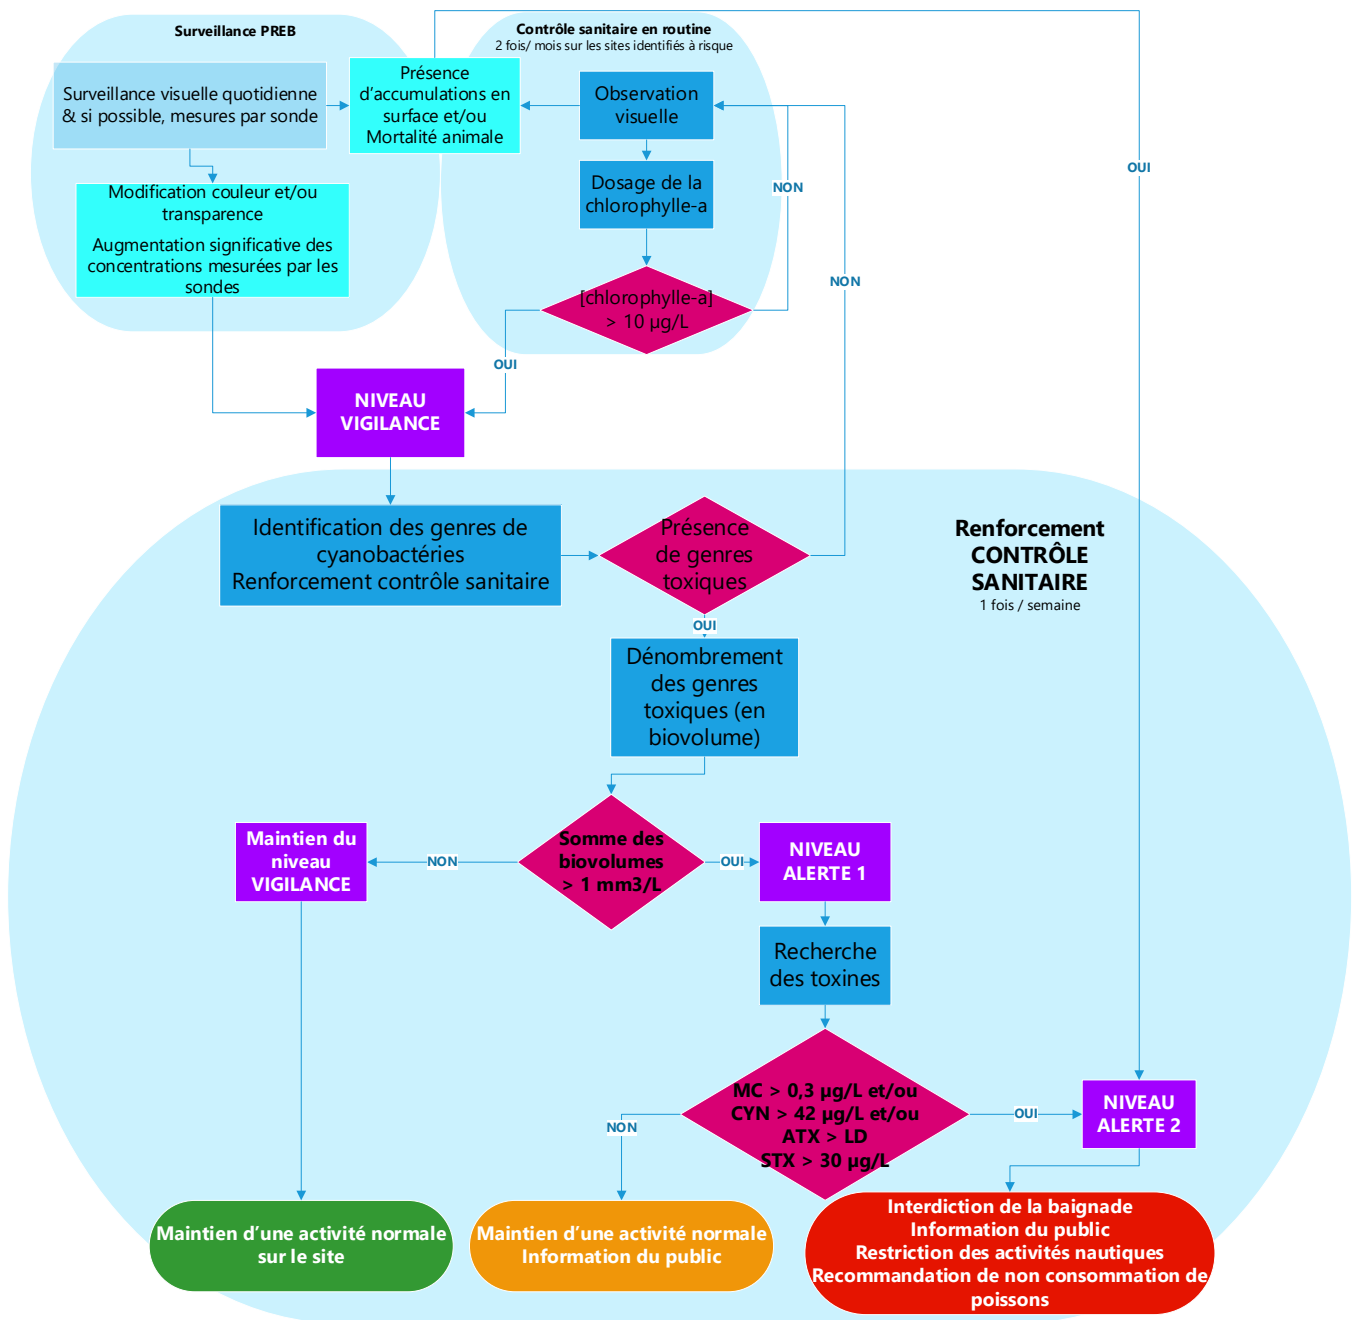 Surveillance PREB
Contrôle sanitaire en routine
2 fois/ mois sur les sites identifiés à risque
Surveillance visuelle quotidienne
& si possible, mesures par sonde
Présence
d’accumulations en
surface et/ou
Mortalité animale
Observation
visuelle
OUI
NON
Dosage de la
chlorophylle-a
Modification couleur et/ou
transparence
Augmentation significative des
concentrations mesurées par les
sondes
NON
[chlorophylle-a]
> 10 µg/L
OUI
NIVEAU
VIGILANCE
Identification des genres de
cyanobactéries
Renforcement contrôle sanitaire
Présence
de genres
toxiques
Renforcement
CONTRÔLE
SANITAIRE
1 fois / semaine
OUI
Dénombrement
des genres
toxiques (en
biovolume)
Maintien du
niveau
VIGILANCE
NON
Somme des
biovolumes
> 1 mm3/L
OUI
NIVEAU
ALERTE 1
Recherche
des toxines
MC > 0,3 µg/L et/ou
CYN > 42 µg/L et/ou
ATX > LD
STX > 30 µg/L
NON
OUI
NIVEAU
ALERTE 2
Maintien d’une activité normale
sur le site
Maintien d’une activité normale
Information du public
Interdiction de la baignade
Information du public
Restriction des activités nautiques
Recommandation de non consommation de
poissons